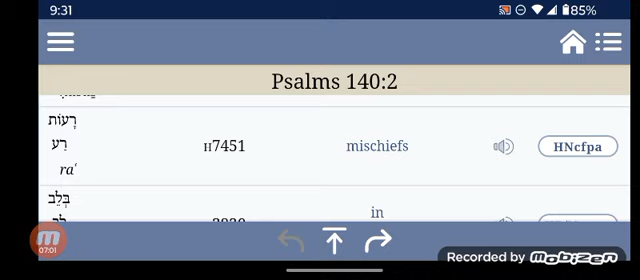 9:31
85%
Psalms 140:2
רָעוֹת
רַע
raʻ
H7451
mischiefs
HNcfpa
בְּלֵב
in
07:01
Recorded by Mobizen